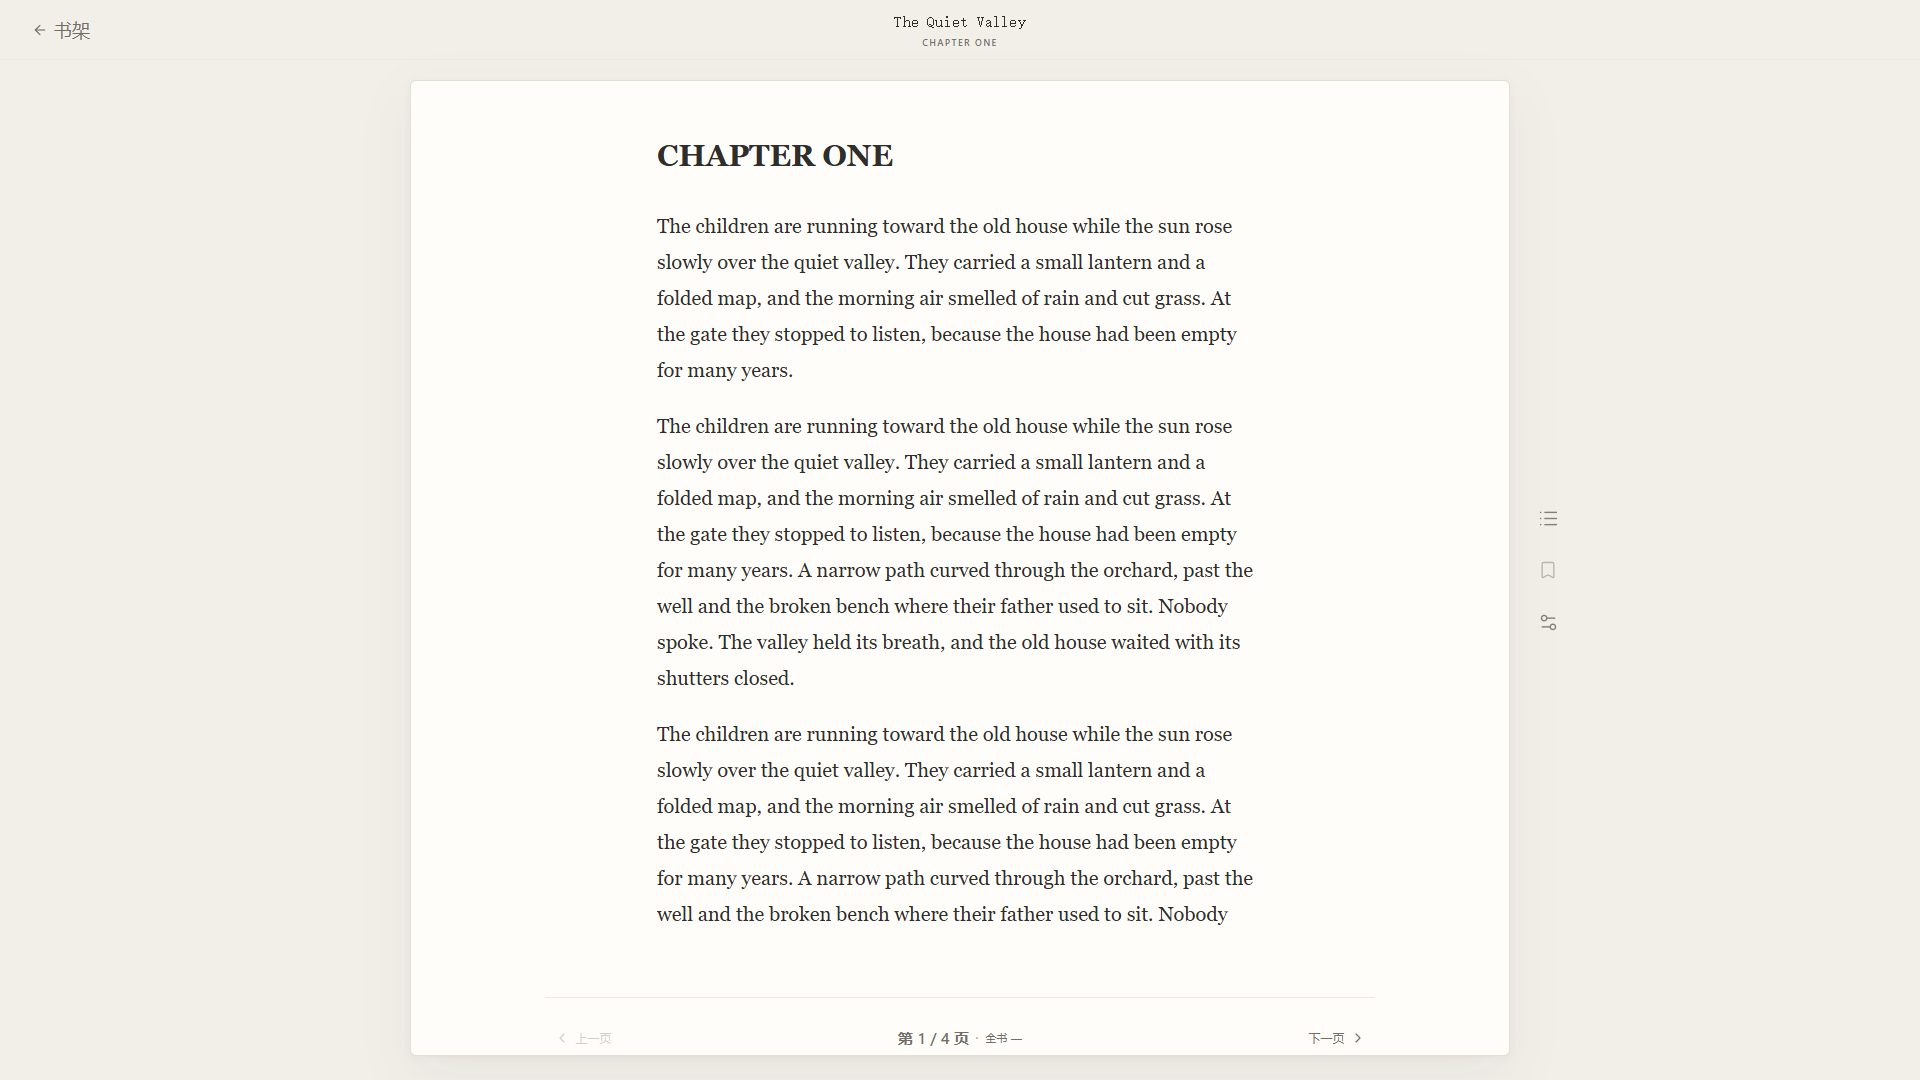 书架
The Quiet Valley
CHAPTER ONE
CHAPTER ONE
The children are running toward the old house while the sun rose
slowly over the quiet valley. They carried a small lantern and a
folded map, and the morning air smelled of rain and cut grass. At
the gate they stopped to listen, because the house had been empty
for many years.
The children are running toward the old house while the sun rose
slowly over the quiet valley. They carried a small lantern and a
folded map, and the morning air smelled of rain and cut grass. At
the gate they stopped to listen, because the house had been empty
for many years. A narrow path curved through the orchard, past the
well and the broken bench where their father used to sit. Nobody
spoke. The valley held its breath, and the old house waited with its
shutters closed.
The children are running toward the old house while the sun rose
slowly over the quiet valley. They carried a small lantern and a
folded map, and the morning air smelled of rain and cut grass. At
the gate they stopped to listen, because the house had been empty
for many years. A narrow path curved through the orchard, past the
well and the broken bench where their father used to sit. Nobody
上一页 第 1 / 4 页 · 全书 — 下一页